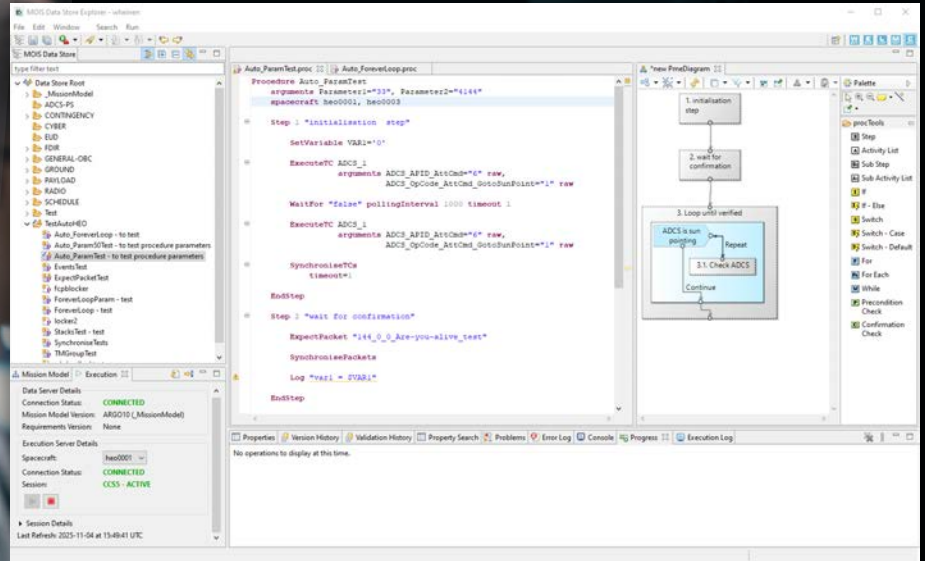 MOIS Data Store Explorer - wheinen
File Edit Window Search Run
MOIS Data Store
type filter text
Data Store Root
_MissionModel
ADCS-PS
CONTINGENCY
CYBER
EUD
FDIR
GENERAL-OBC
GROUND
PAYLOAD
RADIO
SCHEDULE
Test
TestAutoHEO
Auto_ForeverLoop - to test
Auto_Param50Test - to test procedure parameters
Auto_ParamTest - to test procedure parameters
EventsTest
ExpectPacketTest
fcpblocker
ForeverLoopParam - test
ForeverLoop - test
locker2
StacksTest - test
SynchroniseTests
TMGroupTest
Mission Model Execution
Data Server Details
Connection Status: CONNECTED
Mission Model Version: ARGO10 (_MissionModel)
Requirements Version: None
Execution Server Details
Spacecraft: heo0001
Connection Status: CONNECTED
Session: CCS5 - ACTIVE
Session Details
Last Refresh: 2025-11-04 at 15:49:41 UTC
Auto_ParamTest.proc Auto_ForeverLoop.proc
Procedure Auto_ParamTest
arguments Parameter1="33", Parameter2="4144"
spacecraft heo0001, heo0003
Step 1 "initialisation step"
SetVariable VAR1='0'
ExecuteTC ADCS_1
arguments ADCS_APID_AttCmd="6" raw,
ADCS_OpCode_AttCmd_GotoSunPoint="1" raw
WaitFor "false" pollingInterval 1000 timeout 1
ExecuteTC ADCS_1
arguments ADCS_APID_AttCmd="6" raw,
ADCS_OpCode_AttCmd_GotoSunPoint="1" raw
SynchroniseTCs
timeout=1
EndStep
Step 2 "wait for confirmation"
ExpectPacket "144_0_0_Are-you-alive_test"
SynchronisePackets
Log "var1 = $VAR1"
EndStep
*new PmeDiagram
1. initialisation step
2. wait for confirmation
3. Loop until verified
ADCS is sun pointing
Repeat
3.1. Check ADCS
Continue
Palette
procTools
Step
Activity List
Sub Step
Sub Activity List
If
If - Else
Switch
Switch - Case
Switch - Default
For
For Each
While
Precondition Check
Confirmation Check
Properties Version History Validation History Property Search Problems Error Log Console Progress Execution Log
No operations to display at this time.